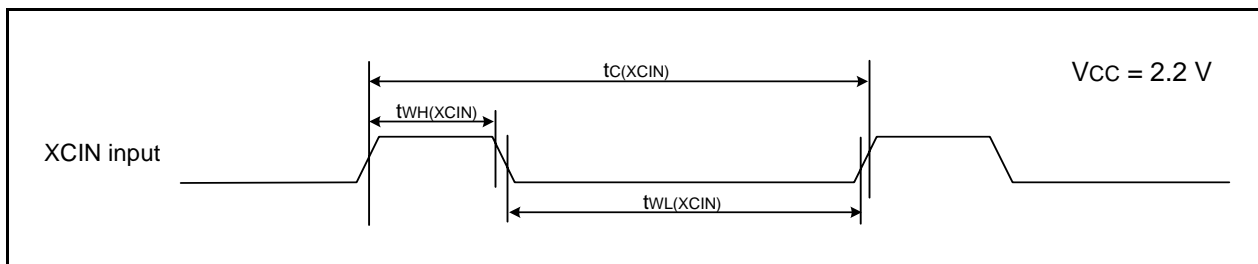 tC(XCIN)
VCC = 2.2 V
tWH(XCIN)
XCIN input
tWL(XCIN)